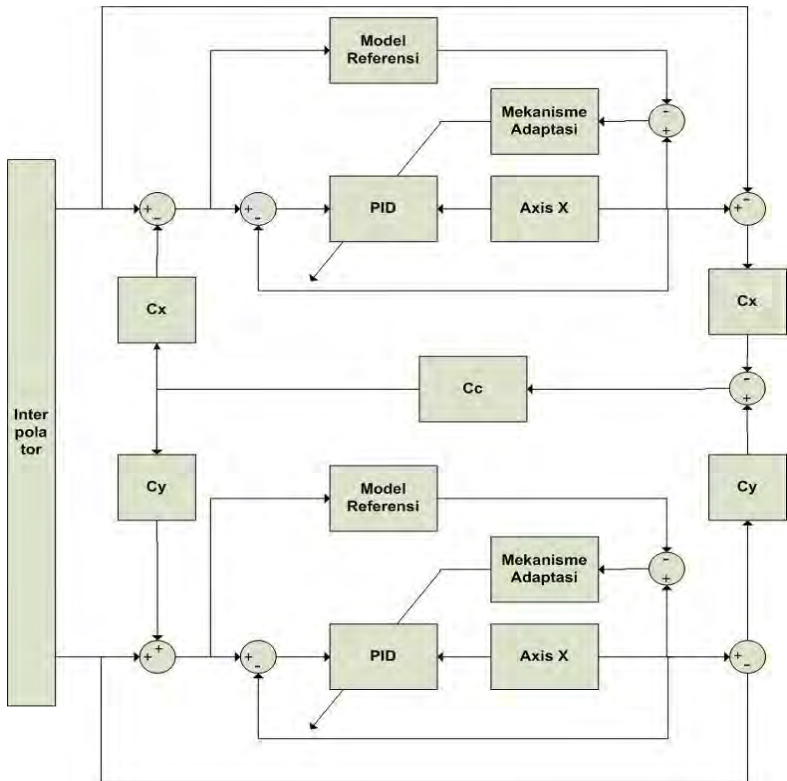 Model
Referensi
-
Mekanisme
Adaptasi
+
+
-
+
-
PID
Axis X
+
-
Cx
Cx
-
+
Cc
Inter
pola
tor
Cy
Cy
Model
Referensi
-
Mekanisme
Adaptasi
+
+
+
+
-
PID
Axis X
+
-